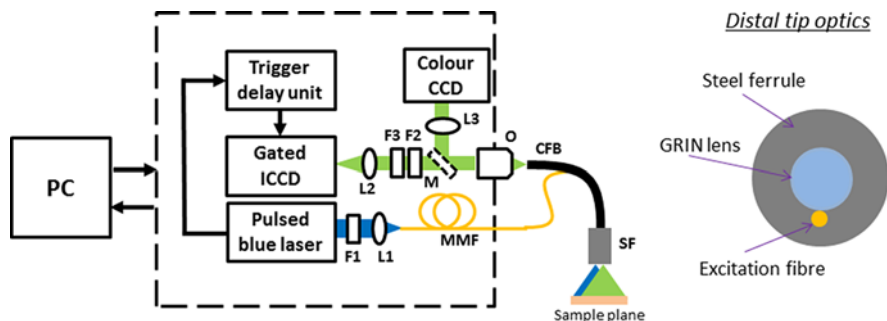 Distal tip optics
Trigger
delay unit
Colour
CCD
Steel ferrule
L3
GRIN lens
PC
Gated
ICCD
F3 F2
O
CFB
L2
M
Pulsed
blue laser
F1
L1
MMF
SF
Excitation fibre
Sample plane